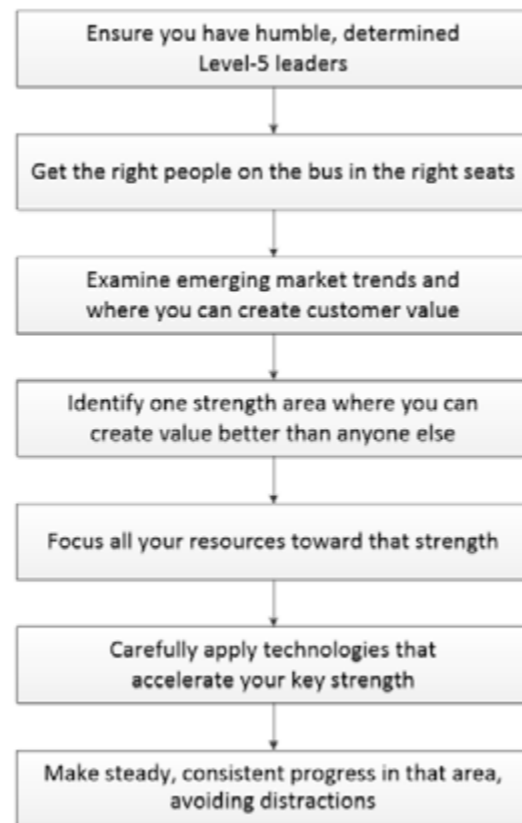 Ensure you have humble, determined
Level-5 leaders
Get the right people on the bus in the right seats
Examine emerging market trends and
where you can create customer value
Identify one strength area where you can
create value better than anyone else
Focus all your resources toward that strength
Carefully apply technologies that
accelerate your key strength
Make steady, consistent progress in that area,
avoiding distractions